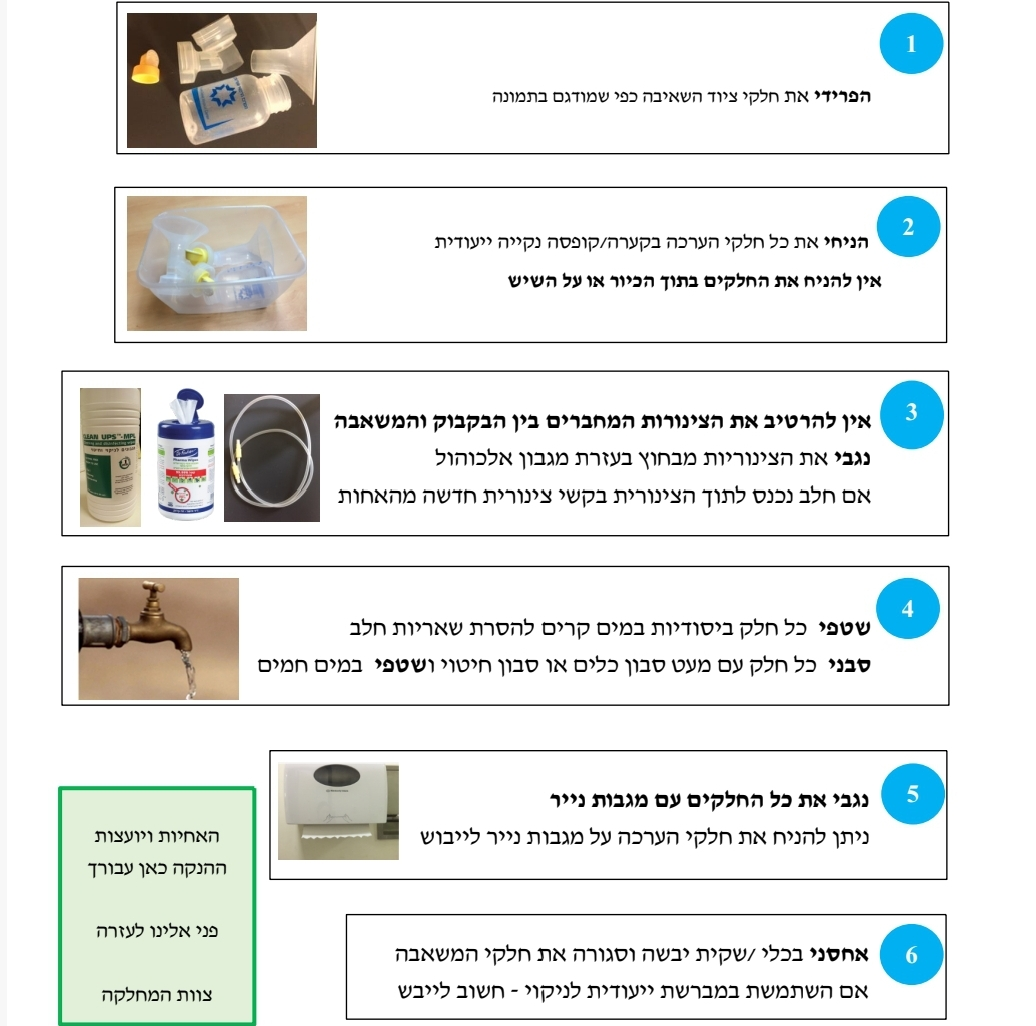 1
הפרידי את חלקי ציוד השאיבה כפי שמודגם בתמונה
2
הניחי את כל חלקי הערכה בקערה/קופסה נקייה ייעודית
אין להניח את החלקים בתוך הכיור או על השיש
3
אין להרטיב את הצינורות המחברים בין הבקבוק והמשאבה
נגבי את הצינוריות מבחוץ בעזרת מגבון אלכוהול
אם חלב נכנס לתוך הצינורית בקשי צינורית חדשה מהאחות
CLEAN UPS™-MPL
4
שטפי כל חלק ביסודיות במים קרים להסרת שאריות חלב
סבני כל חלק עם מעט סבון כלים או סבון חיטוי ושטפי במים חמים
5
נגבי את כל החלקים עם מגבות נייר
ניתן להניח את חלקי הערכה על מגבות נייר לייבוש
6
אחסני בכלי /שקית יבשה וסגורה את חלקי המשאבה
אם השתמשת במברשת ייעודית לניקוי - חשוב לייבש
האחיות ויועצות
ההנקה כאן עבורך
פני אלינו לעזרה
צוות המחלקה